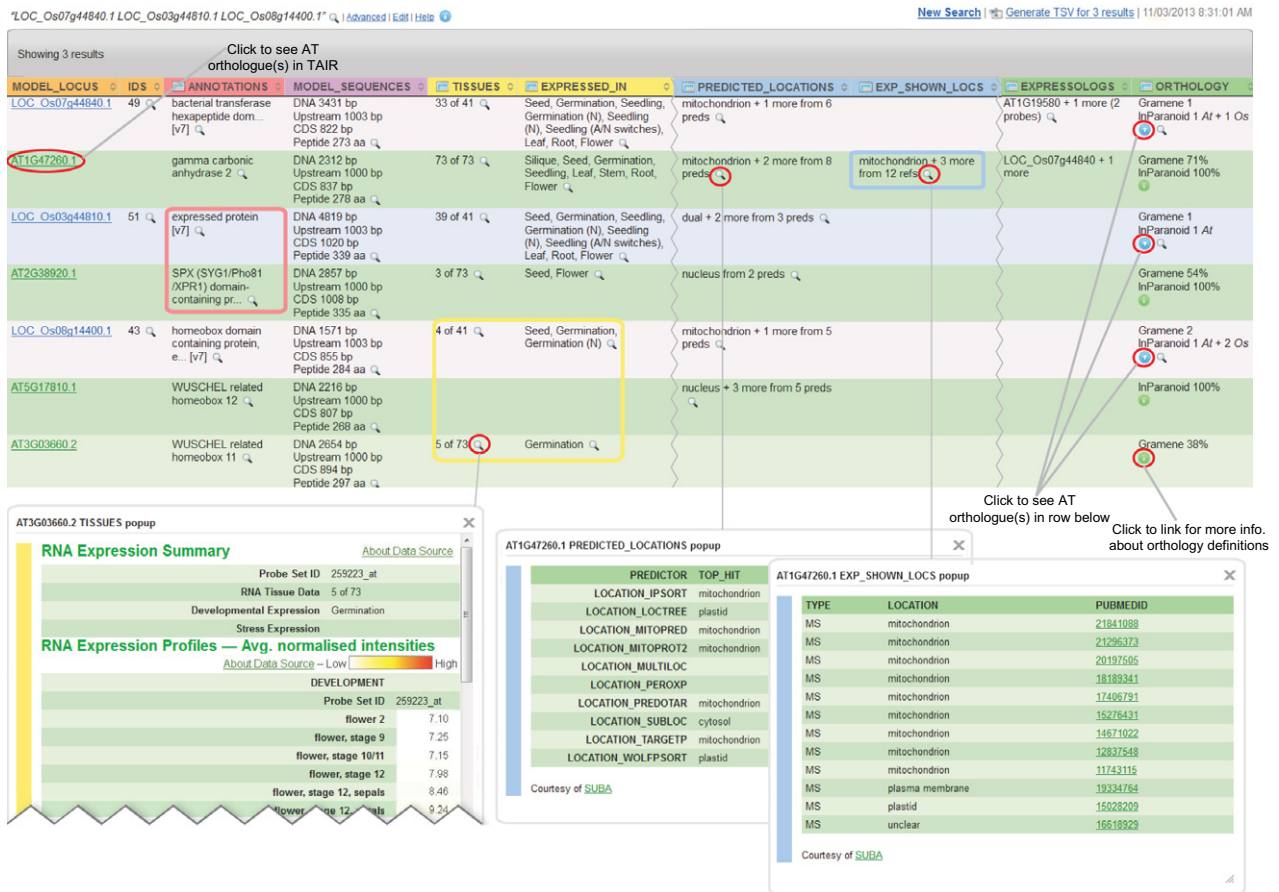 "LOC_Os07g44840.1 LOC_Os03g44810.1 LOC_Os08g14400.1" | Advanced | Edit | Help
New Search | Generate TSV for 3 results | 11/03/2013 8:31:01 AM
Showing 3 results
Click to see AT
orthologue(s) in TAIR
MODEL_LOCUS IDS ANNOTATIONS MODEL_SEQUENCES TISSUES EXPRESSED_IN PREDICTED_LOCATIONS EXP_SHOWN_LOCS EXPRESSOLOGS ORTHOLOGY
LOC_Os07g44840.1 49 bacterial transferase DNA 3431 bp 33 of 41 Seed, Germination, Seedling, mitochondrion + 1 more from 6 AT1G19580 + 1 more (2 Gramene 1
hexapeptide dom... Upstream 1003 bp Germination (N), Seedling preds probes) InParanoid 1 At + 1 Os
[v7] CDS 822 bp (N), Seedling (A/N switches),
Peptide 273 aa Leaf, Root, Flower
AT1G47260.1 gamma carbonic DNA 2312 bp 73 of 73 Silique, Seed, Germination, mitochondrion + 2 more from 8 mitochondrion + 3 more LOC_Os07g44840 + 1 Gramene 71%
anhydrase 2 Upstream 1000 bp Seedling, Leaf, Stem, Root, preds from 12 refs more InParanoid 100%
CDS 837 bp Flower
Peptide 278 aa
LOC_Os03g44810.1 51 expressed protein DNA 4819 bp 39 of 41 Seed, Germination, Seedling, dual + 2 more from 3 preds Gramene 1
[v7] Upstream 1003 bp Germination (N), Seedling InParanoid 1 At
CDS 1020 bp (N), Seedling (A/N switches),
Peptide 339 aa Leaf, Root, Flower
AT2G38920.1 SPX (SYG1/Pho81 DNA 2857 bp 3 of 73 Seed, Flower nucleus from 2 preds Gramene 54%
/XPR1) domain- Upstream 1000 bp InParanoid 100%
containing pr... CDS 1008 bp
Peptide 335 aa
LOC_Os08g14400.1 43 homeobox domain DNA 1571 bp 4 of 41 Seed, Germination, mitochondrion + 1 more from 5 Gramene 2
containing protein, Upstream 1003 bp Germination (N) preds InParanoid 1 At + 2 Os
e... [v7] CDS 855 bp
Peptide 284 aa
AT5G17810.1 WUSCHEL related DNA 2216 bp nucleus + 3 more from 5 preds InParanoid 100%
homeobox 12 Upstream 1000 bp
CDS 807 bp
Peptide 268 aa
AT3G03660.2 WUSCHEL related DNA 2654 bp 5 of 73 Germination Gramene 38%
homeobox 11 Upstream 1000 bp
CDS 894 bp
Peptide 297 aa
Click to see AT
orthologue(s) in row below
Click to link for more info.
about orthology definitions
AT3G03660.2 TISSUES popup
RNA Expression Summary About Data Source
Probe Set ID 259223_at
RNA Tissue Data 5 of 73
Developmental Expression Germination
Stress Expression
RNA Expression Profiles — Avg. normalised intensities
About Data Source – Low High
DEVELOPMENT
Probe Set ID 259223_at
flower 2 7.10
flower, stage 9 7.25
flower, stage 10/11 7.15
flower, stage 12 7.98
flower, stage 12, sepals 8.46
9.24
AT1G47260.1 PREDICTED_LOCATIONS popup
PREDICTOR TOP_HIT
LOCATION_IPSORT mitochondrion
LOCATION_LOCTREE plastid
LOCATION_MITOPRED mitochondrion
LOCATION_MITOPROT2 mitochondrion
LOCATION_MULTILOC
LOCATION_PEROXP
LOCATION_PREDOTAR mitochondrion
LOCATION_SUBLOC cytosol
LOCATION_TARGETP mitochondrion
LOCATION_WOLFPSORT plastid
Courtesy of SUBA
AT1G47260.1 EXP_SHOWN_LOCS popup
TYPE LOCATION PUBMEDID
MS mitochondrion 21841088
MS mitochondrion 21296373
MS mitochondrion 20197505
MS mitochondrion 18189341
MS mitochondrion 17406791
MS mitochondrion 15276431
MS mitochondrion 14671022
MS mitochondrion 12837548
MS mitochondrion 11743115
MS plasma membrane 19334764
MS plastid 15028209
MS unclear 16618929
Courtesy of SUBA